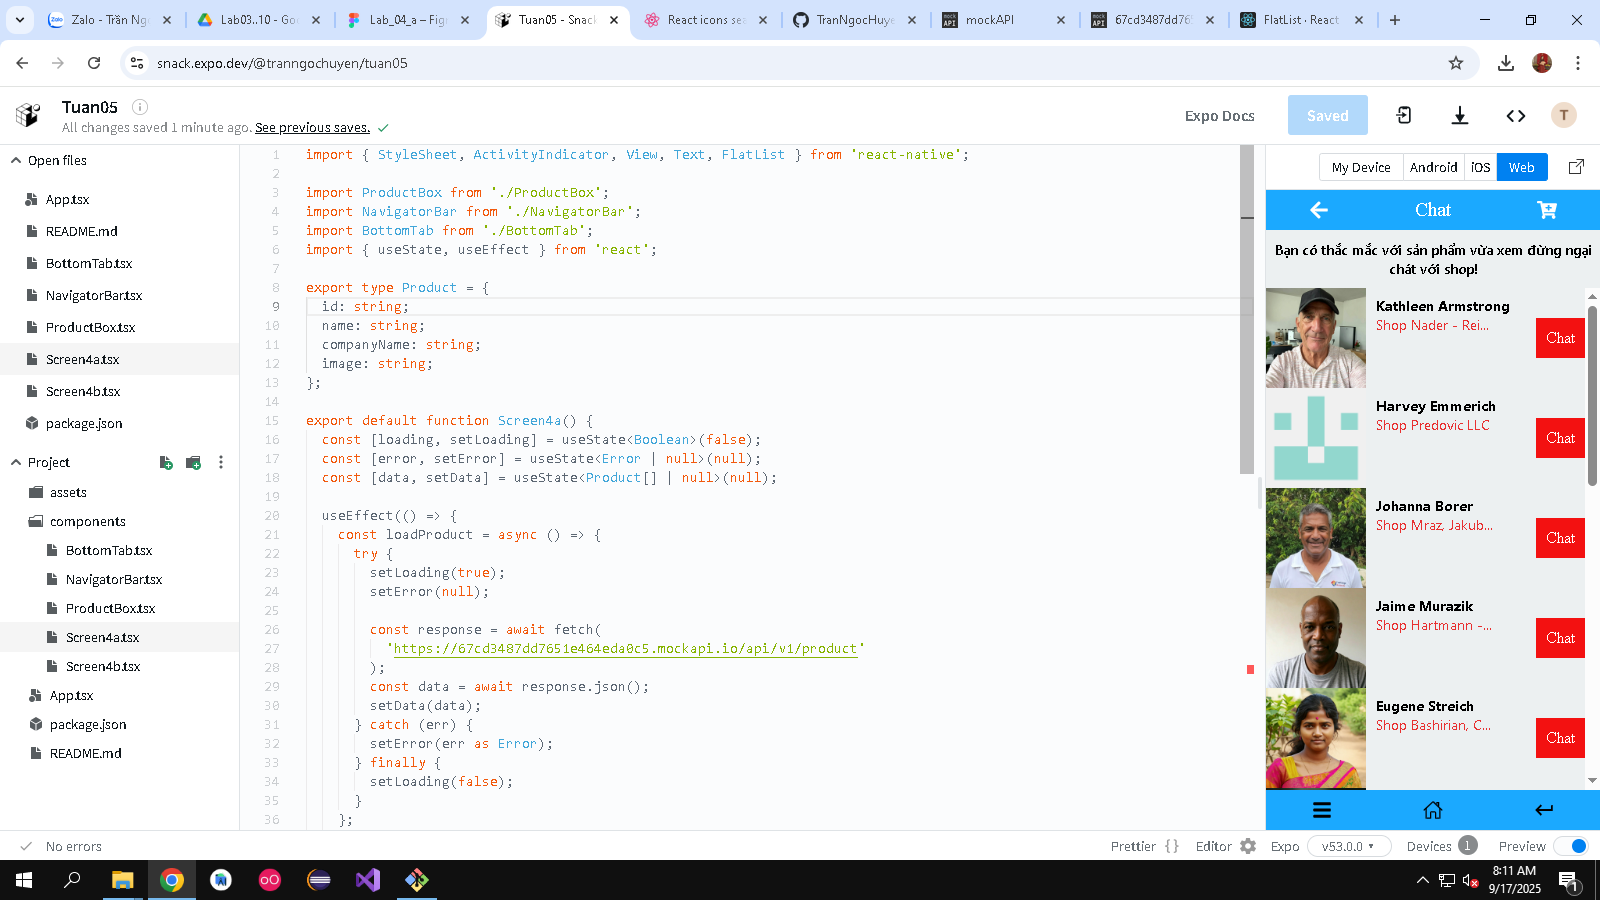 Zalo - Trần Ng
Lab03..10 - Go
Lab_04_a – Fig
Tuan05 - Snack
React icons sea
TranNgocHuye
mockAPI
67cd3487dd765
FlatList · React
snack.expo.dev/@tranngochuyen/tuan05
Tuan05
All changes saved 1 minute ago. See previous saves.
Expo Docs
Saved
T
Open files
App.tsx
README.md
BottomTab.tsx
NavigatorBar.tsx
ProductBox.tsx
Screen4a.tsx
Screen4b.tsx
package.json
Project
assets
components
BottomTab.tsx
NavigatorBar.tsx
ProductBox.tsx
Screen4a.tsx
Screen4b.tsx
App.tsx
package.json
README.md
1 import { StyleSheet, ActivityIndicator, View, Text, FlatList } from 'react-native';
2
3 import ProductBox from './ProductBox';
4 import NavigatorBar from './NavigatorBar';
5 import BottomTab from './BottomTab';
6 import { useState, useEffect } from 'react';
7
8 export type Product = {
9 id: string;
10 name: string;
11 companyName: string;
12 image: string;
13 };
14
15 export default function Screen4a() {
16 const [loading, setLoading] = useState<Boolean>(false);
17 const [error, setError] = useState<Error | null>(null);
18 const [data, setData] = useState<Product[] | null>(null);
19
20 useEffect(() => {
21 const loadProduct = async () => {
22 try {
23 setLoading(true);
24 setError(null);
25
26 const response = await fetch(
27 'https://67cd3487dd7651e464eda0c5.mockapi.io/api/v1/product'
28 );
29 const data = await response.json();
30 setData(data);
31 } catch (err) {
32 setError(err as Error);
33 } finally {
34 setLoading(false);
35 }
36 };
My Device
Android
iOS
Web
Chat
Bạn có thắc mắc với sản phẩm vừa xem đừng ngại
chát với shop!
Kathleen Armstrong
Shop Nader - Rei...
Chat
Harvey Emmerich
Shop Predovic LLC
Chat
Johanna Borer
Shop Mraz, Jakub...
Chat
Jaime Murazik
Shop Hartmann -...
Chat
Eugene Streich
Shop Bashirian, C...
Chat
No errors
Prettier { }
Editor
Expo
v53.0.0
Devices 1
Preview
8:11 AM
9/17/2025
1